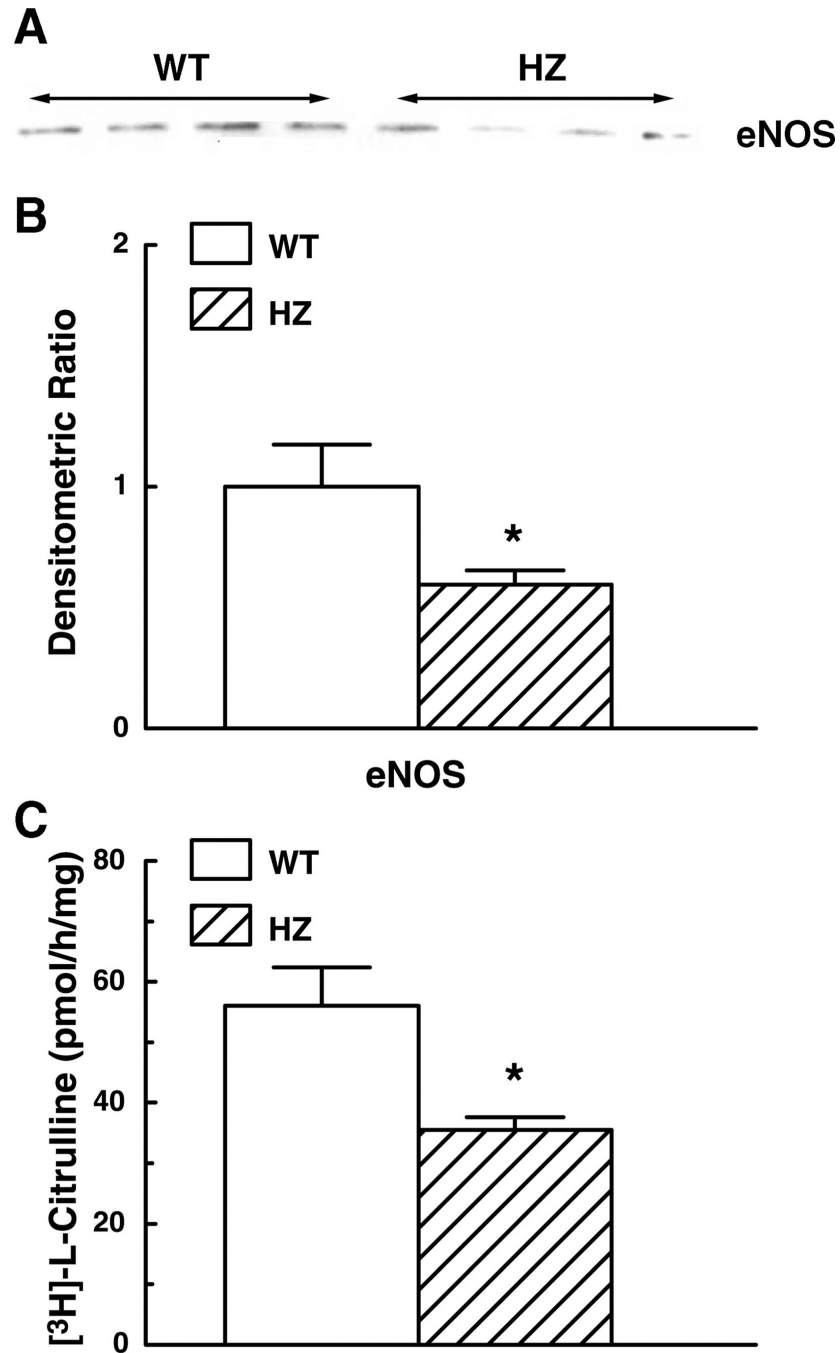 A
WT HZ
eNOS
B
2
WT
HZ
Densitometric Ratio
1
*
0
eNOS
C
80
WT
HZ
[³H]-L-Citrulline (pmol/h/mg)
60
*
40
20
0